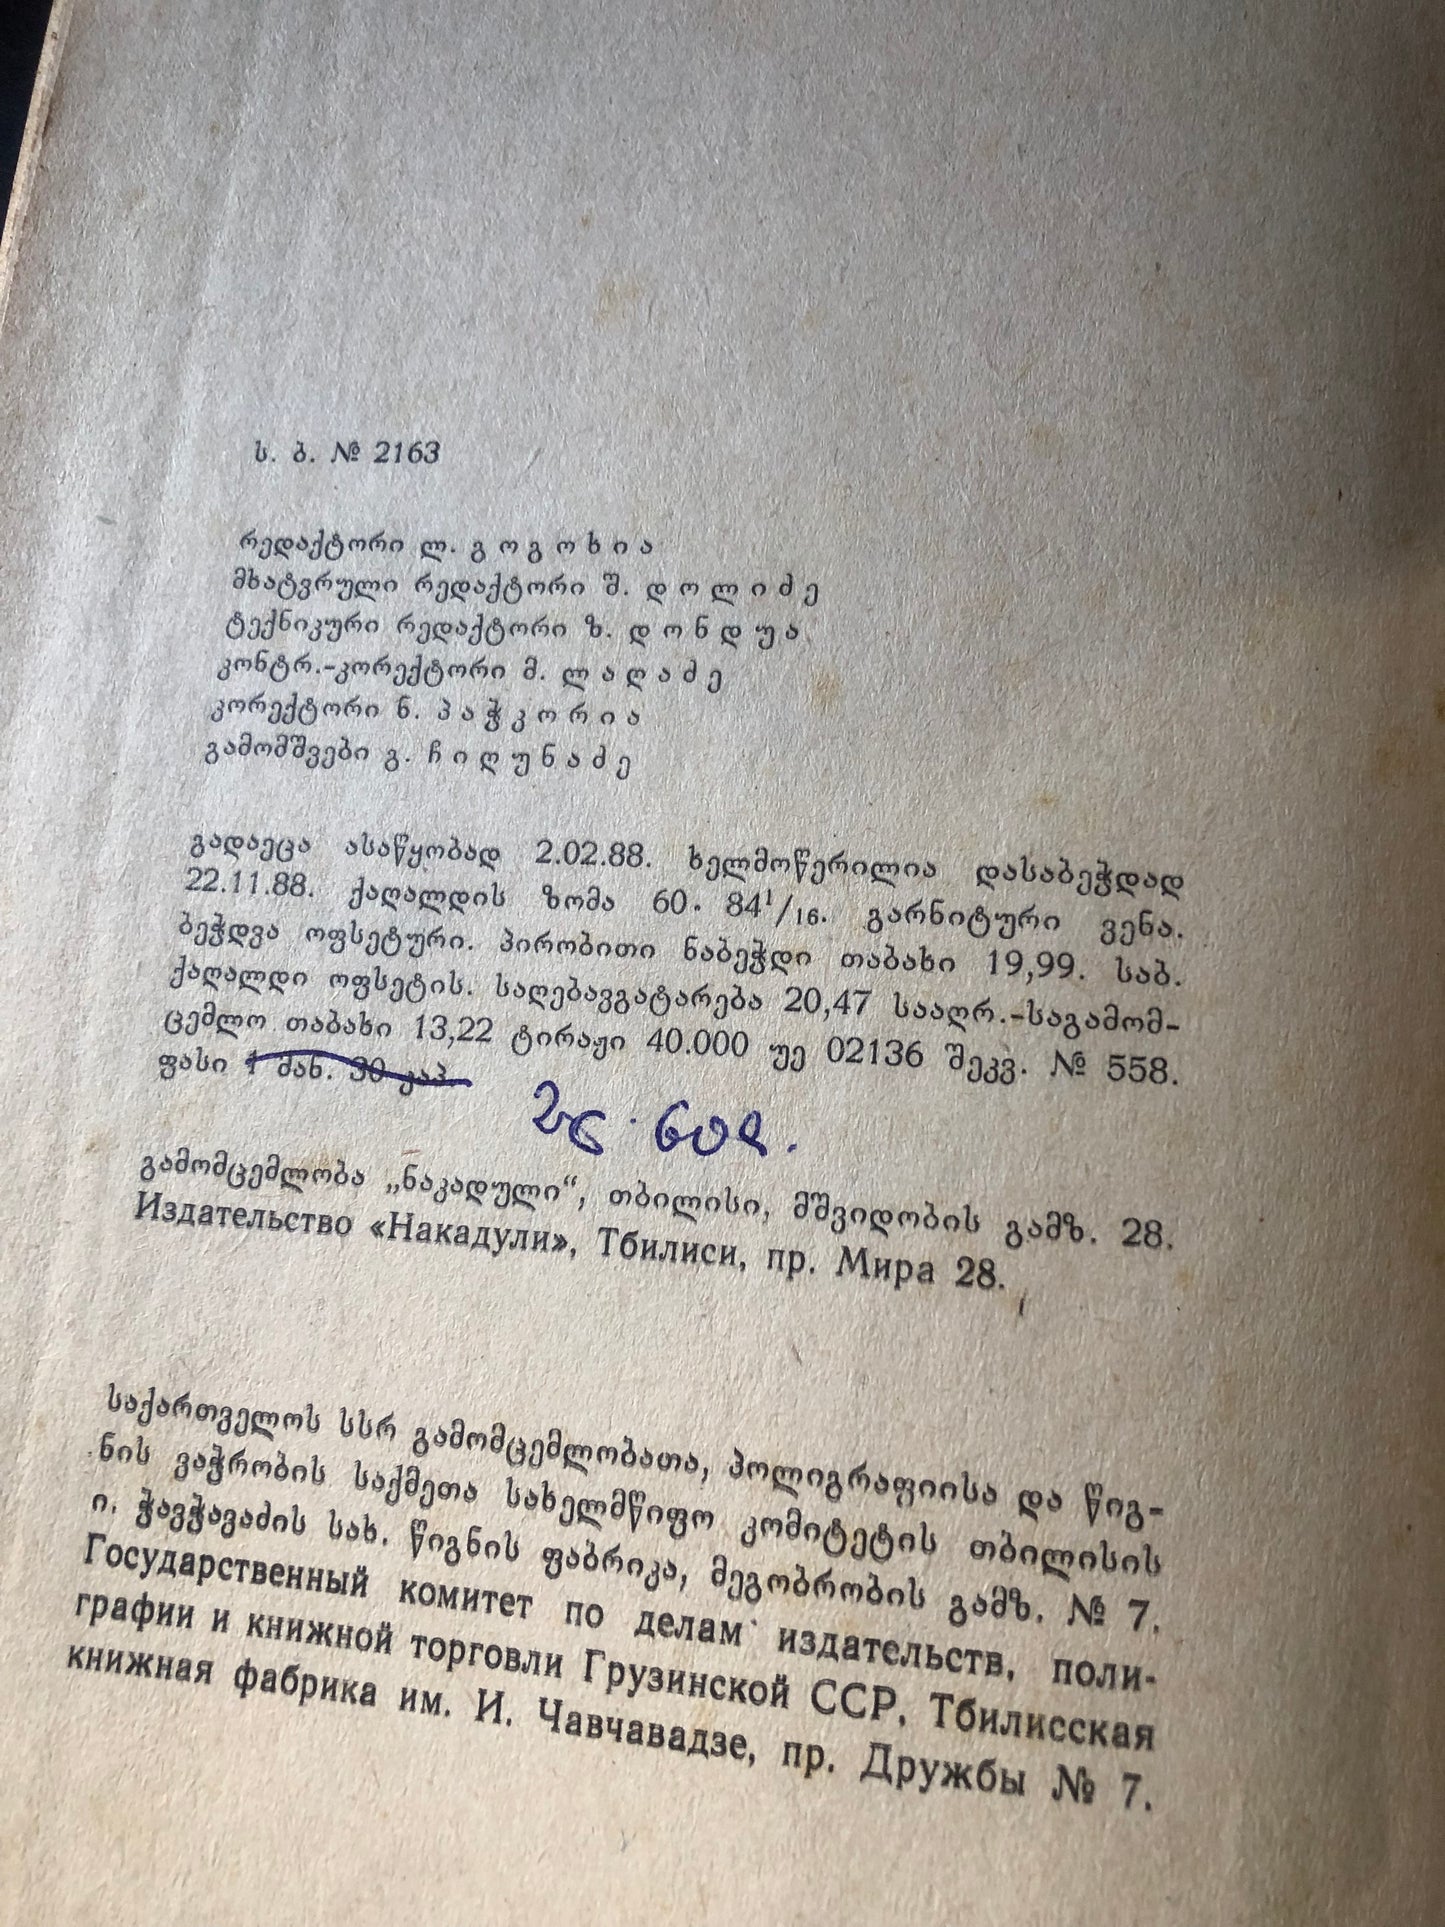 ს. ბ. № 2163
რედაქტორი ლ. გოგოხია
მხატვრული რედაქტორი შ. დოლიძე
ტექნიკური რედაქტორი ზ. დონდუა
კონტრ.-კორექტორი მ. ლაღაძე
კორექტორი ნ. პაჭკორია
გამომშვები გ. ჩიღუნაძე
გადაეცა ასაწყობად 2.02.88. ხელმოწერილია დასაბეჭდად
22.11.88. ქაღალდის ზომა 60. 84¹/₁₆. გარნიტური ვენა.
ბეჭდვა ოფსეტური. პირობითი ნაბეჭდი თაბახი 19,99. საბ.
ქაღალდი ოფსეტის. საღებავგატარება 20,47 სააღრ.-საგამომ-
ცემლო თაბახი 13,22 ტირაჟი 40.000 უე 02136 შეკვ. № 558.
ფასი 1 მან. 30 კაპ.
გამომცემლობა „ნაკადული“, თბილისი, მშვიდობის გამზ. 28.
Издательство «Накадули», Тбилиси, пр. Мира 28.
საქართველოს სსრ გამომცემლობათა, პოლიგრაფიისა და წიგ-
ნის ვაჭრობის საქმეთა სახელმწიფო კომიტეტის თბილისის
ი. ჭავჭავაძის სახ. წიგნის ფაბრიკა, მეგობრობის გამზ. № 7.
Государственный комитет по делам издательств, поли-
графии и книжной торговли Грузинской ССР, Тбилисская
книжная фабрика им. И. Чавчавадзе, пр. Дружбы № 7.